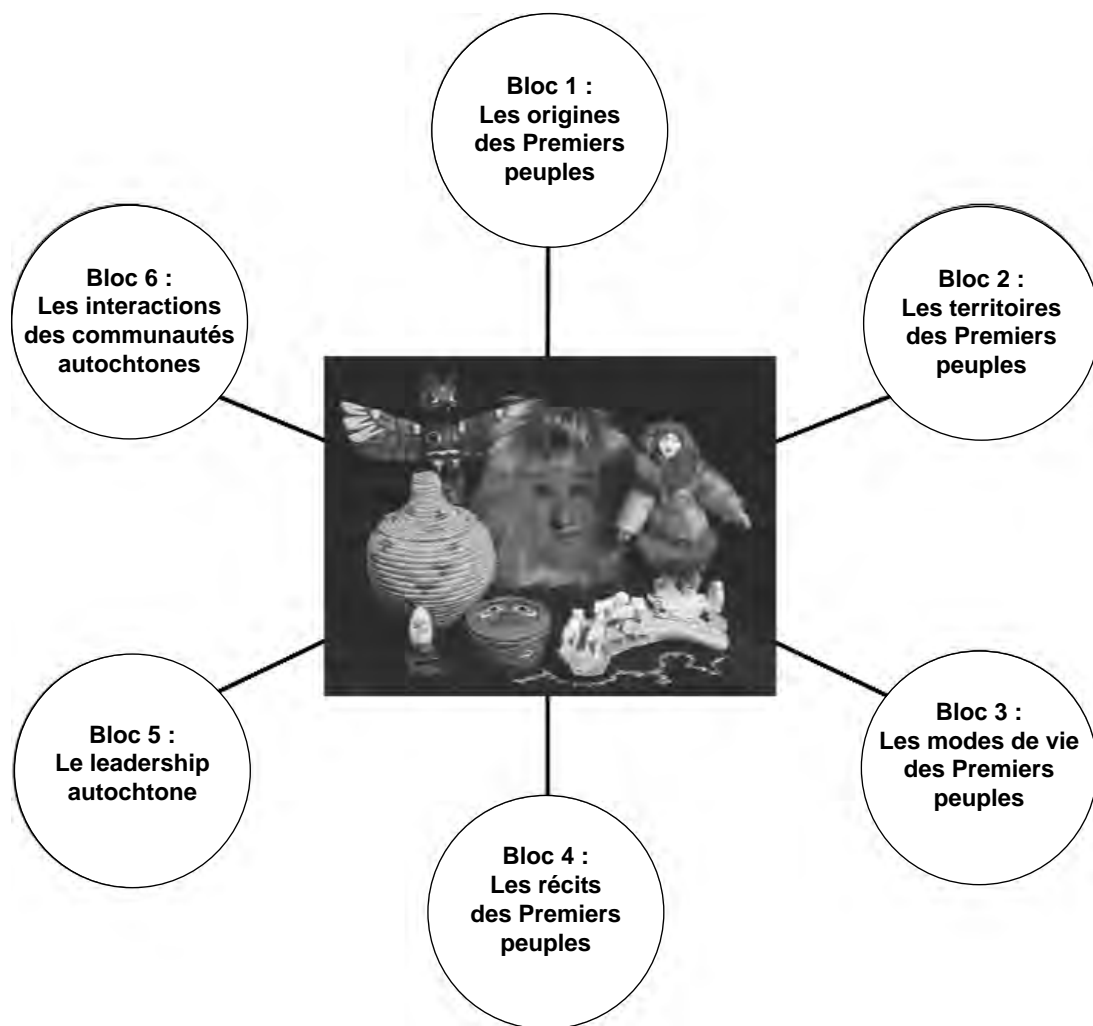 Bloc 1 :
Les origines
des Premiers
peuples
Bloc 2 :
Les territoires
des Premiers
peuples
Bloc 3 :
Les modes de vie
des Premiers
peuples
Bloc 4 :
Les récits
des Premiers
peuples
Bloc 5 :
Le leadership
autochtone
Bloc 6 :
Les interactions
des communautés
autochtones